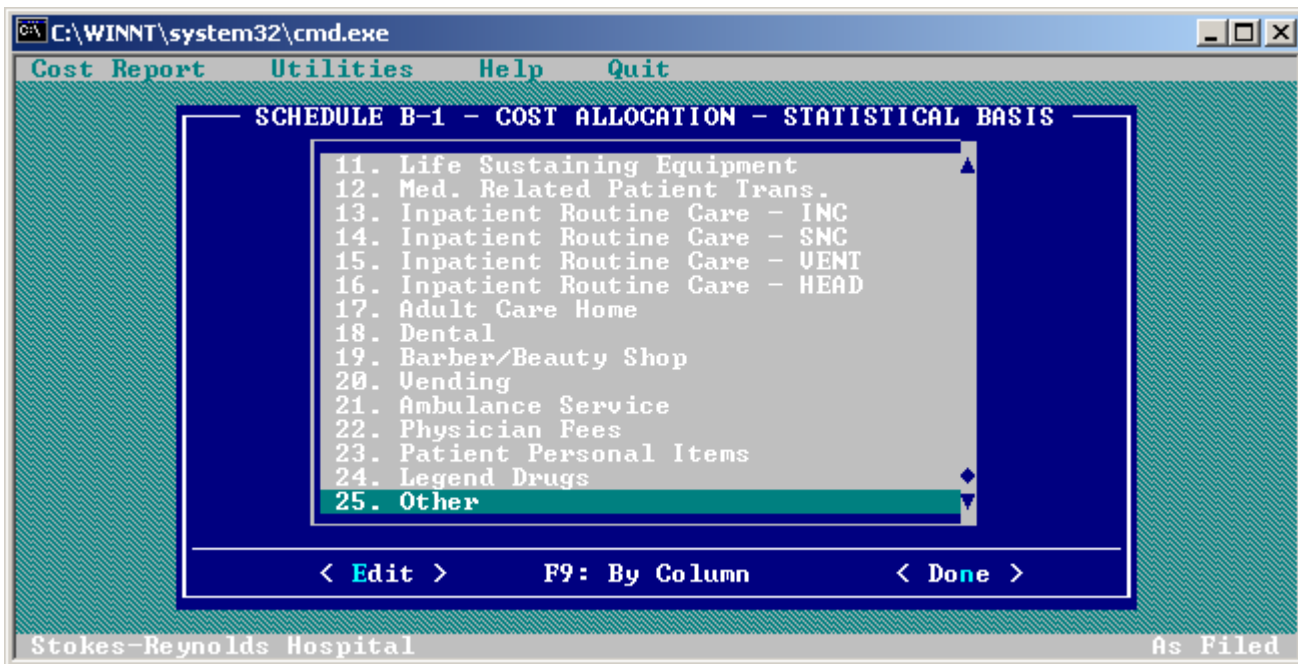 C:\WINNT\system32\cmd.exe
Cost Report Utilities Help Quit
SCHEDULE B-1 - COST ALLOCATION - STATISTICAL BASIS
11. Life Sustaining Equipment
12. Med. Related Patient Trans.
13. Inpatient Routine Care - INC
14. Inpatient Routine Care - SNC
15. Inpatient Routine Care - VENT
16. Inpatient Routine Care - HEAD
17. Adult Care Home
18. Dental
19. Barber/Beauty Shop
20. Vending
21. Ambulance Service
22. Physician Fees
23. Patient Personal Items
24. Legend Drugs
25. Other
< Edit > F9: By Column < Done >
Stokes-Reynolds Hospital As Filed